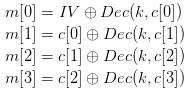 m[0] = IV ⊕ Dec(k, c[0])
m[1] = c[0] ⊕ Dec(k, c[1])
m[2] = c[1] ⊕ Dec(k, c[2])
m[3] = c[2] ⊕ Dec(k, c[3])